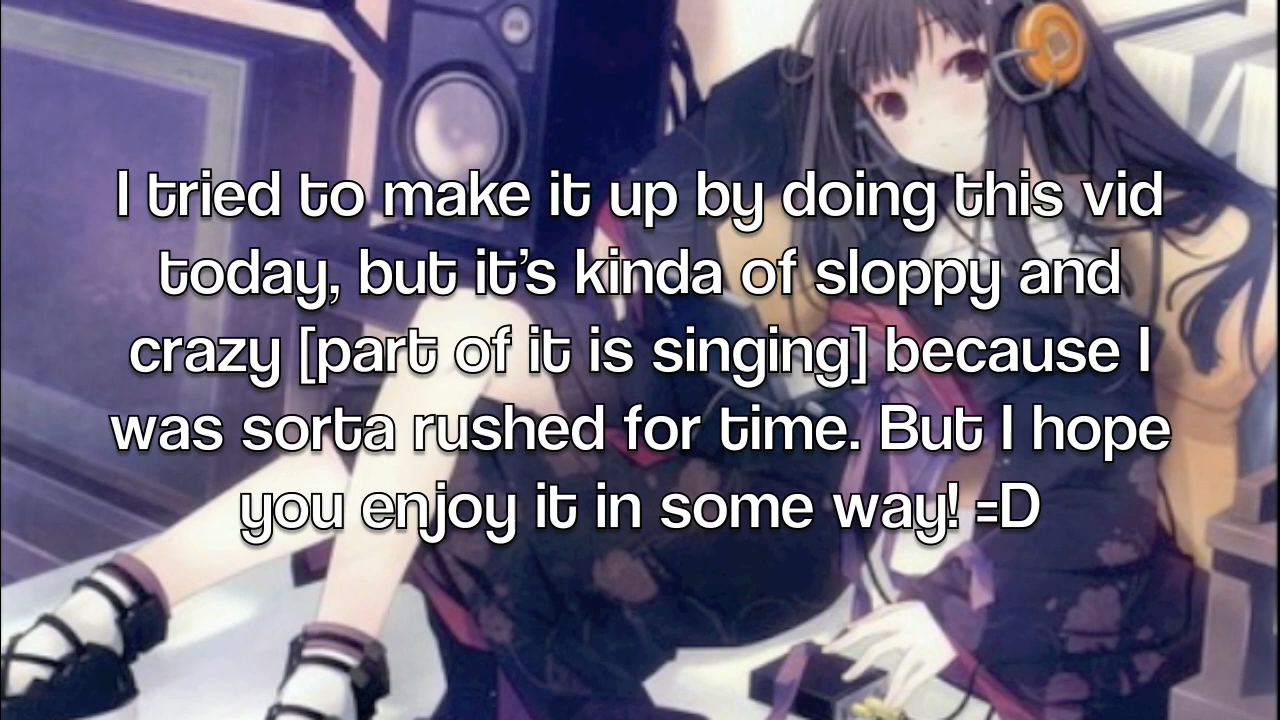 I tried to make it up by doing this vid
today, but it’s kinda of sloppy and
crazy [part of it is singing] because I
was sorta rushed for time. But I hope
you enjoy it in some way! =D